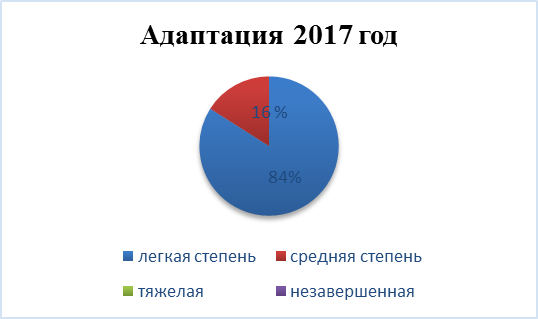 Адаптация 2017 год
16%
84%
легкая степень
средняя степень
тяжелая
незавершенная